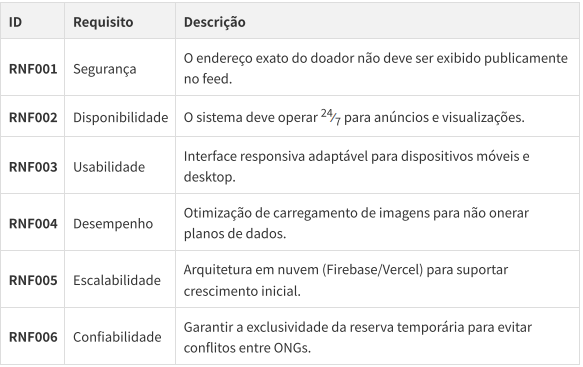 ID Requisito Descrição
RNF001 Segurança O endereço exato do doador não deve ser exibido publicamente
no feed.
RNF002 Disponibilidade O sistema deve operar 24⁄7 para anúncios e visualizações.
RNF003 Usabilidade Interface responsiva adaptável para dispositivos móveis e
desktop.
RNF004 Desempenho Otimização de carregamento de imagens para não onerar
planos de dados.
RNF005 Escalabilidade Arquitetura em nuvem (Firebase/Vercel) para suportar
crescimento inicial.
RNF006 Confiabilidade Garantir a exclusividade da reserva temporária para evitar
conflitos entre ONGs.